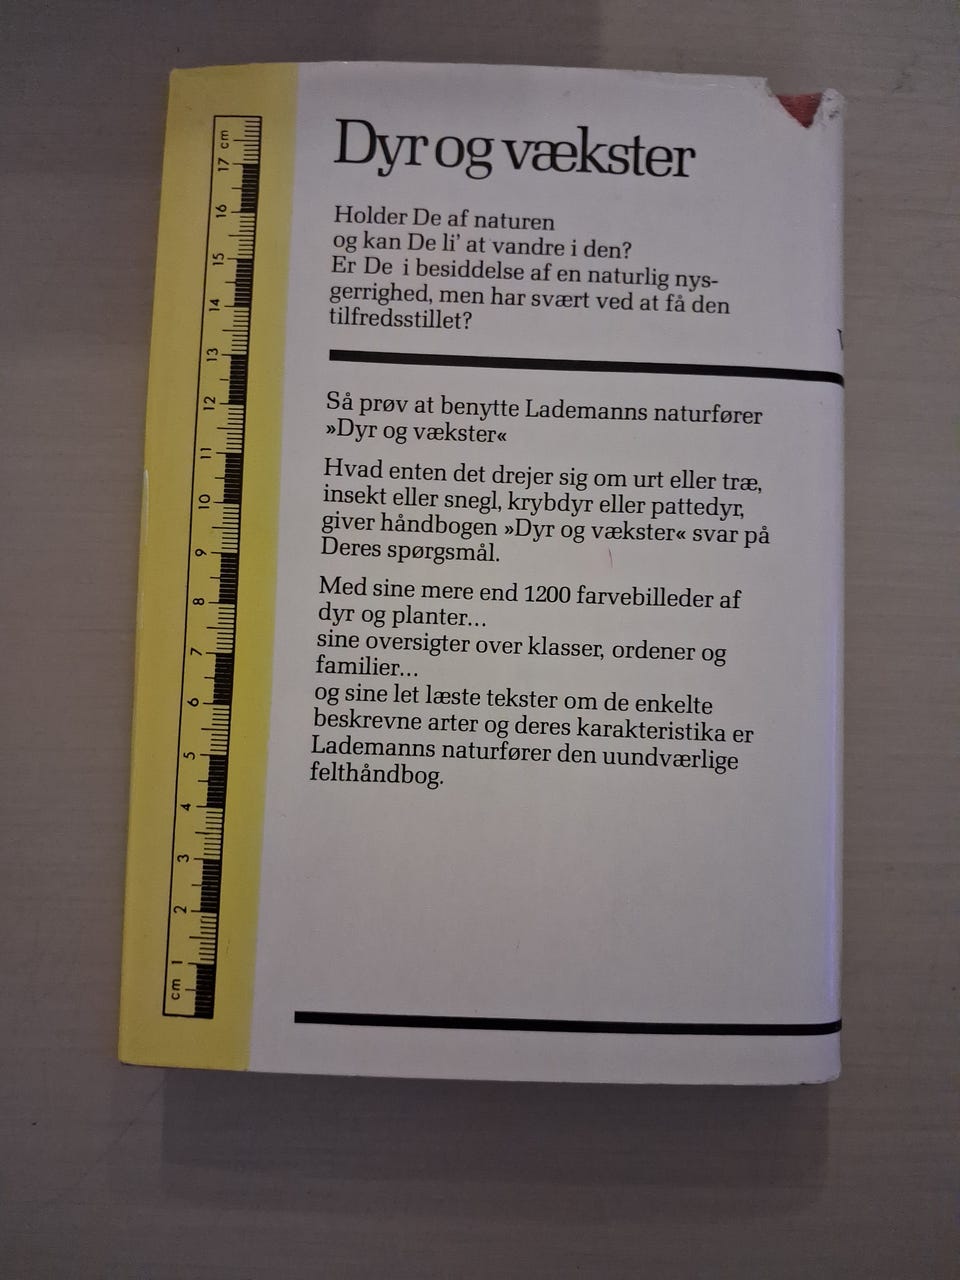 Dyr og vækster
Holder De af naturen
og kan De li' at vandre i den?
Er De i besiddelse af en naturlig nys-
gerrighed, men har svært ved at få den
tilfredsstillet?
Så prøv at benytte Lademanns naturfører
»Dyr og vækster«
Hvad enten det drejer sig om urt eller træ,
insekt eller snegl, krybdyr eller pattedyr,
giver håndbogen »Dyr og vækster« svar på
Deres spørgsmål.
Med sine mere end 1200 farvebilleder af
dyr og planter...
sine oversigter over klasser, ordener og
familier...
og sine let læste tekster om de enkelte
beskrevne arter og deres karakteristika er
Lademanns naturfører den uundværlige
felthåndbog.
cm 1 2 3 4 5 6 7 8 9 10 11 12 13 14 15 16 17 cm